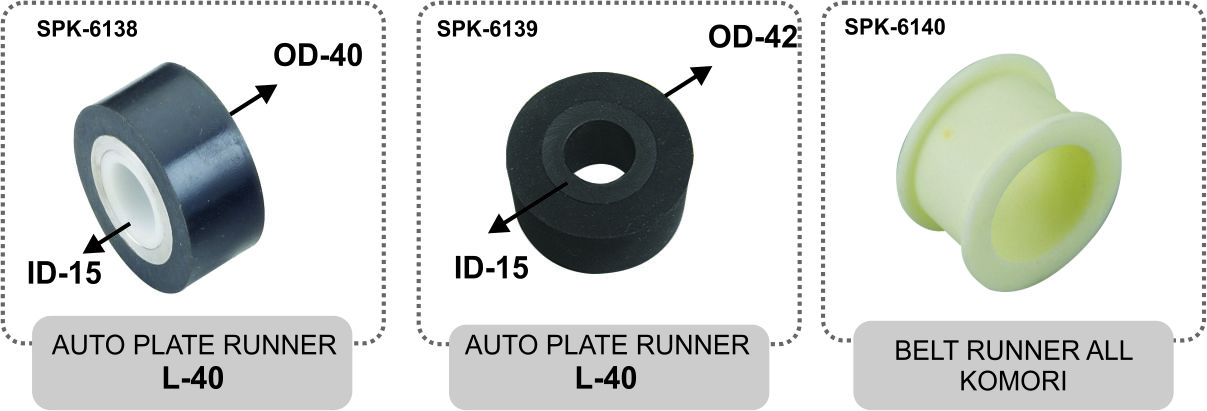 SPK-6138
OD-40
ID-15
AUTO PLATE RUNNER
L-40
SPK-6139
OD-42
ID-15
AUTO PLATE RUNNER
L-40
SPK-6140
BELT RUNNER ALL
KOMORI